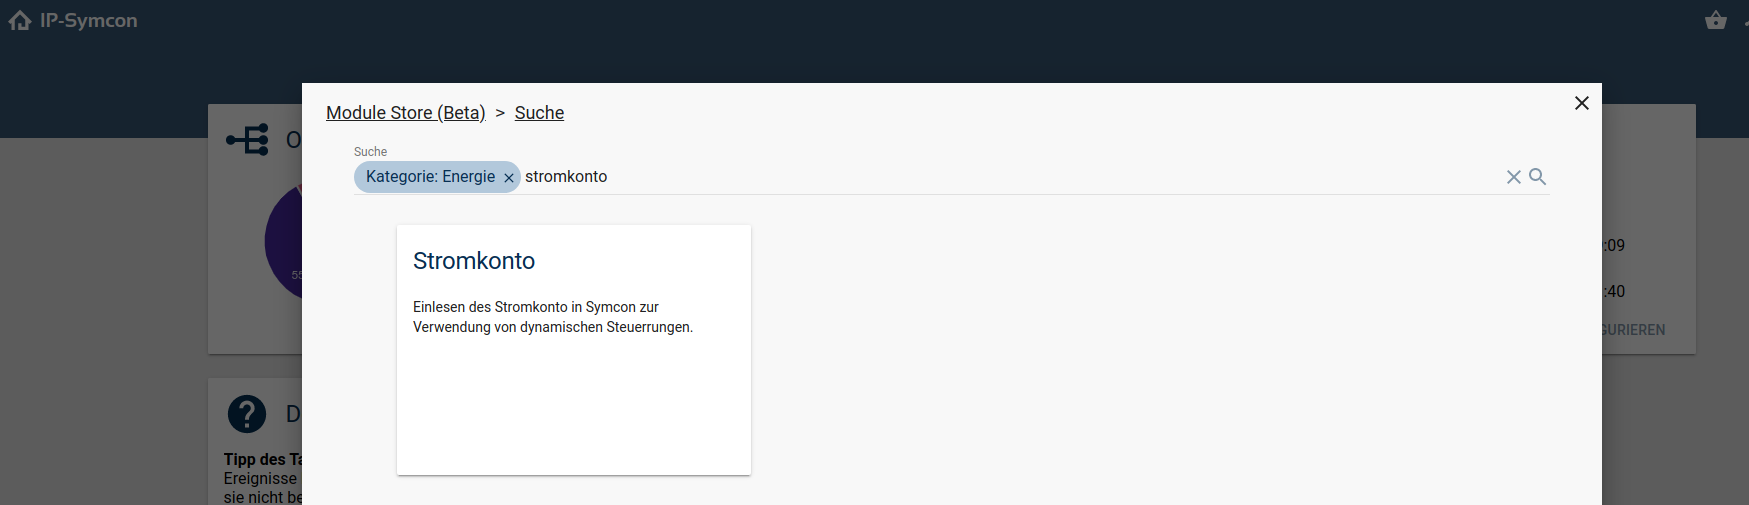 IP-Symcon
Module Store (Beta) > Suche
Suche
Kategorie: Energie × stromkonto
Stromkonto
Einlesen des Stromkonto in Symcon zur
Verwendung von dynamischen Steuerrungen.
O
55
:09
:40
GURIEREN
D
Tipp des Ta
Ereignisse
sie nicht be